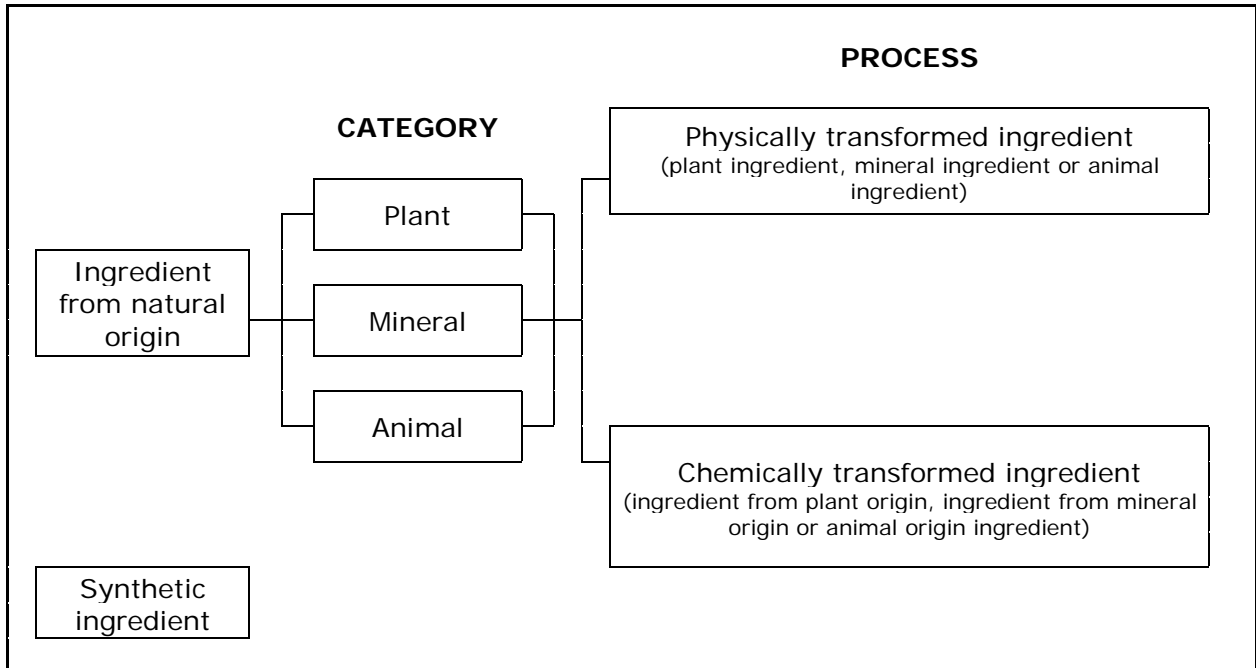 PROCESS
CATEGORY
Physically transformed ingredient
(plant ingredient, mineral ingredient or animal
ingredient)
Plant
Ingredient
from natural
origin
Mineral
Animal
Chemically transformed ingredient
(ingredient from plant origin, ingredient from mineral
origin or animal origin ingredient)
Synthetic
ingredient